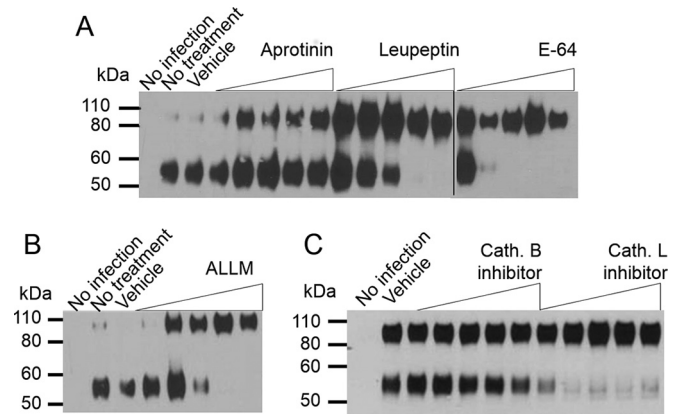 A
No infection
No treatment
Vehicle
Aprotinin
Leupeptin
E-64
kDa
110
80
60
50
B
No infection
No treatment
Vehicle
ALLM
kDa
110
80
60
50
C
No infection
Vehicle
Cath. B
inhibitor
Cath. L
inhibitor
kDa
110
80
60
50